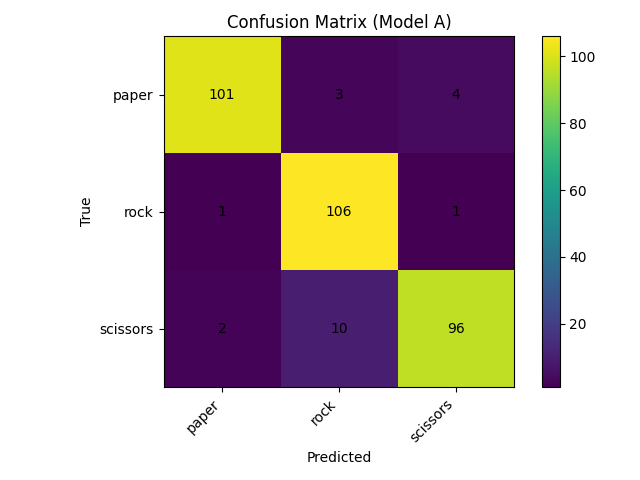 Confusion Matrix (Model A)
True
paper
101 3 4
rock
1 106 1
scissors
2 10 96
paper rock scissors
Predicted
100
80
60
40
20